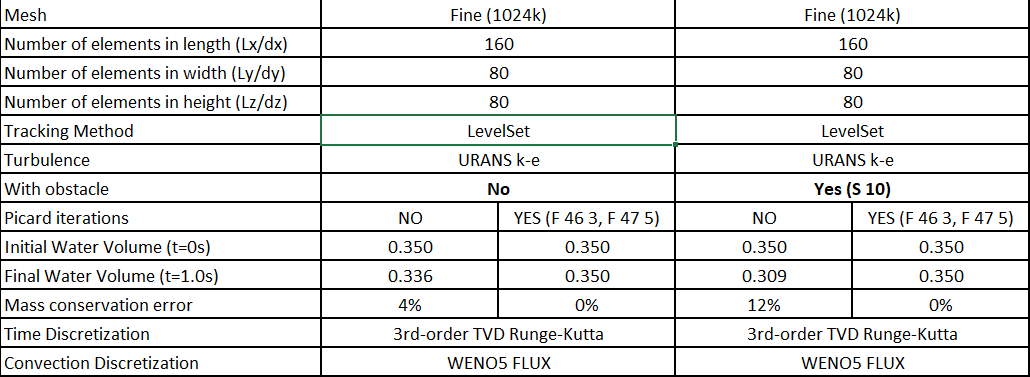 Mesh Fine (1024k) Fine (1024k)
Number of elements in length (Lx/dx) 160 160
Number of elements in width (Ly/dy) 80 80
Number of elements in height (Lz/dz) 80 80
Tracking Method LevelSet LevelSet
Turbulence URANS k-e URANS k-e
With obstacle No Yes (S 10)
Picard iterations NO YES (F 46 3, F 47 5) NO YES (F 46 3, F 47 5)
Initial Water Volume (t=0s) 0.350 0.350 0.350 0.350
Final Water Volume (t=1.0s) 0.336 0.350 0.309 0.350
Mass conservation error 4% 0% 12% 0%
Time Discretization 3rd-order TVD Runge-Kutta 3rd-order TVD Runge-Kutta
Convection Discretization WENO5 FLUX WENO5 FLUX